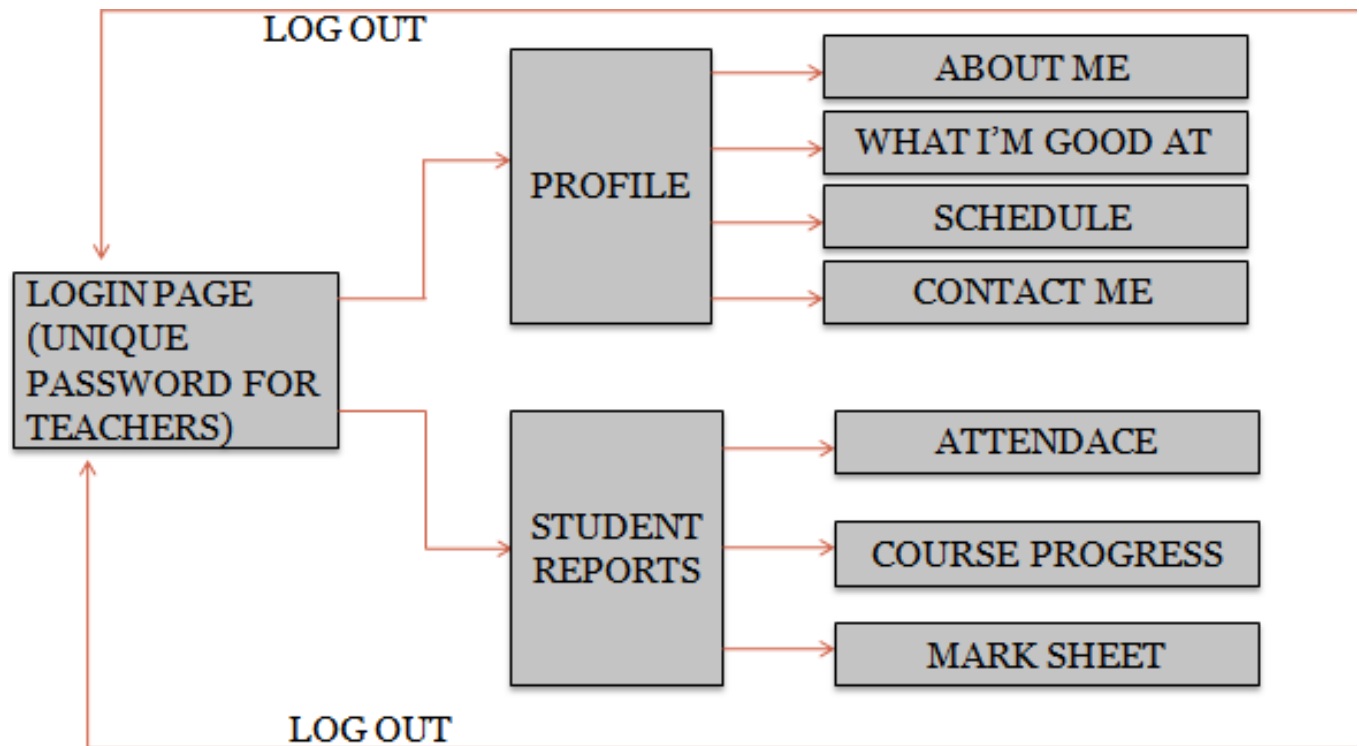 LOG OUT
ABOUT ME
WHAT I’M GOOD AT
PROFILE
SCHEDULE
CONTACT ME
LOGIN PAGE
(UNIQUE
PASSWORD FOR
TEACHERS)
ATTENDACE
STUDENT
REPORTS
COURSE PROGRESS
MARK SHEET
LOG OUT